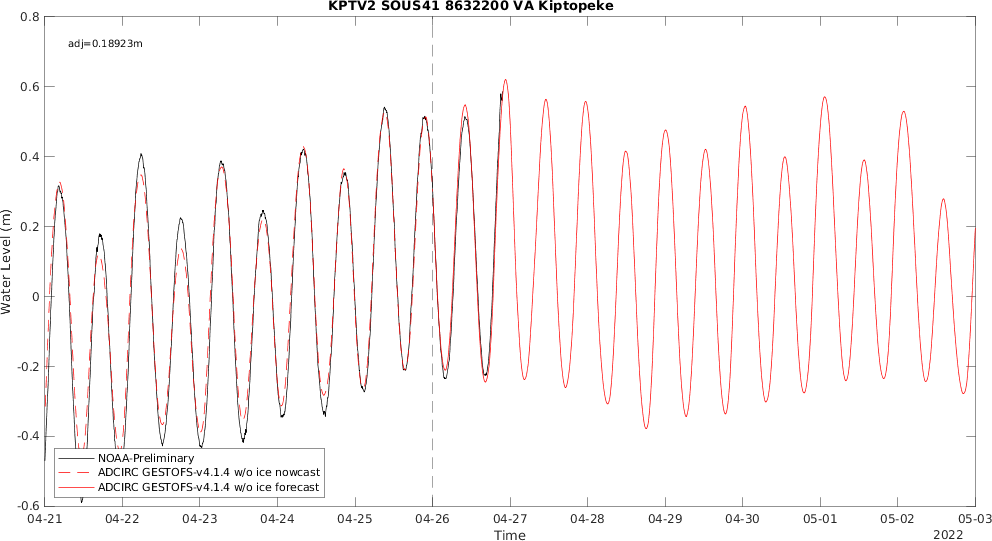 KPTV2 SOUS41 8632200 VA Kiptopeke
adj=0.18923m
0.8
0.6
0.4
0.2
0
-0.2
-0.4
-0.6
Water Level (m)
NOAA-Preliminary
ADCIRC GESTOFS-v4.1.4 w/o ice nowcast
ADCIRC GESTOFS-v4.1.4 w/o ice forecast
04-21 04-22 04-23 04-24 04-25 04-26 04-27 04-28 04-29 04-30 05-01 05-02 05-03
Time
2022